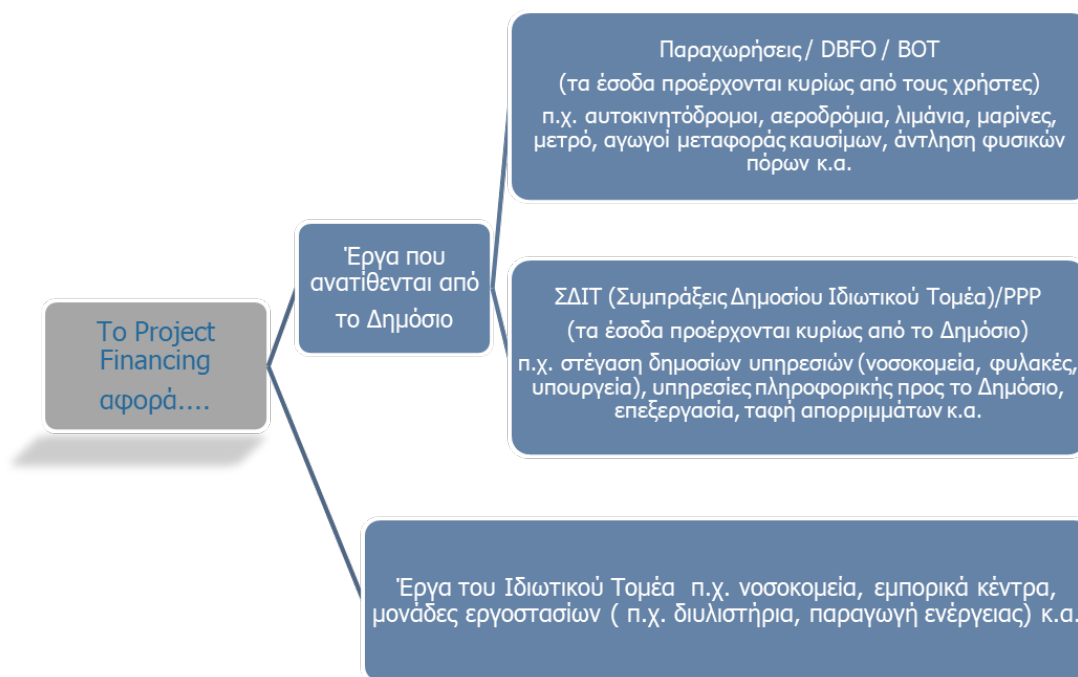 Το Project
Financing
αφορά....
Έργα που
ανατίθενται από
το Δημόσιο
Παραχωρήσεις / DBFO / BOT
(τα έσοδα προέρχονται κυρίως από τους χρήστες)
π.χ. αυτοκινητόδρομοι, αεροδρόμια, λιμάνια, μαρίνες,
μετρό, αγωγοί μεταφοράς καυσίμων, άντληση φυσικών
πόρων κ.α.
ΣΔΙΤ (Συμπράξεις Δημοσίου Ιδιωτικού Τομέα)/PPP
(τα έσοδα προέρχονται κυρίως από το Δημόσιο)
π.χ. στέγαση δημοσίων υπηρεσιών (νοσοκομεία, φυλακές,
υπουργεία), υπηρεσίες πληροφορικής προς το Δημόσιο,
επεξεργασία, ταφή απορριμμάτων κ.α.
Έργα του Ιδιωτικού Τομέα π.χ. νοσοκομεία, εμπορικά κέντρα,
μονάδες εργοστασίων ( π.χ. διυλιστήρια, παραγωγή ενέργειας) κ.α.